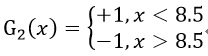 G₂(x) = {+1, x < 8.5
−1, x > 8.5